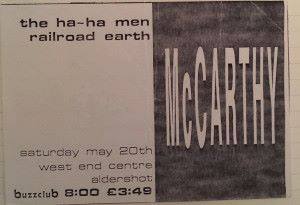 the ha-ha men
railroad earth
McCARTHY
saturday may 20th
west end centre
aldershot
buzzclub 8:00 £3:49